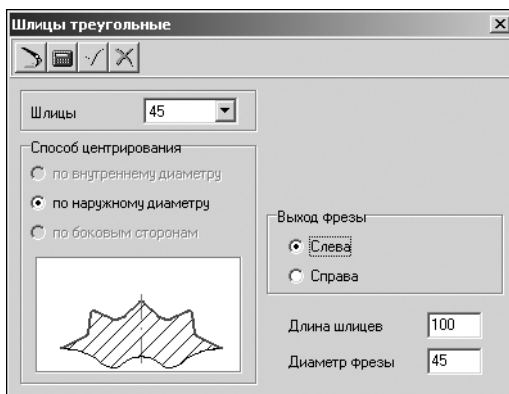 Шлицы треугольные
Шлицы 45
Способ центрирования
по внутреннему диаметру
по наружному диаметру
по боковым сторонам
Выход фрезы
Слева
Справа
Длина шлицев 100
Диаметр фрезы 45